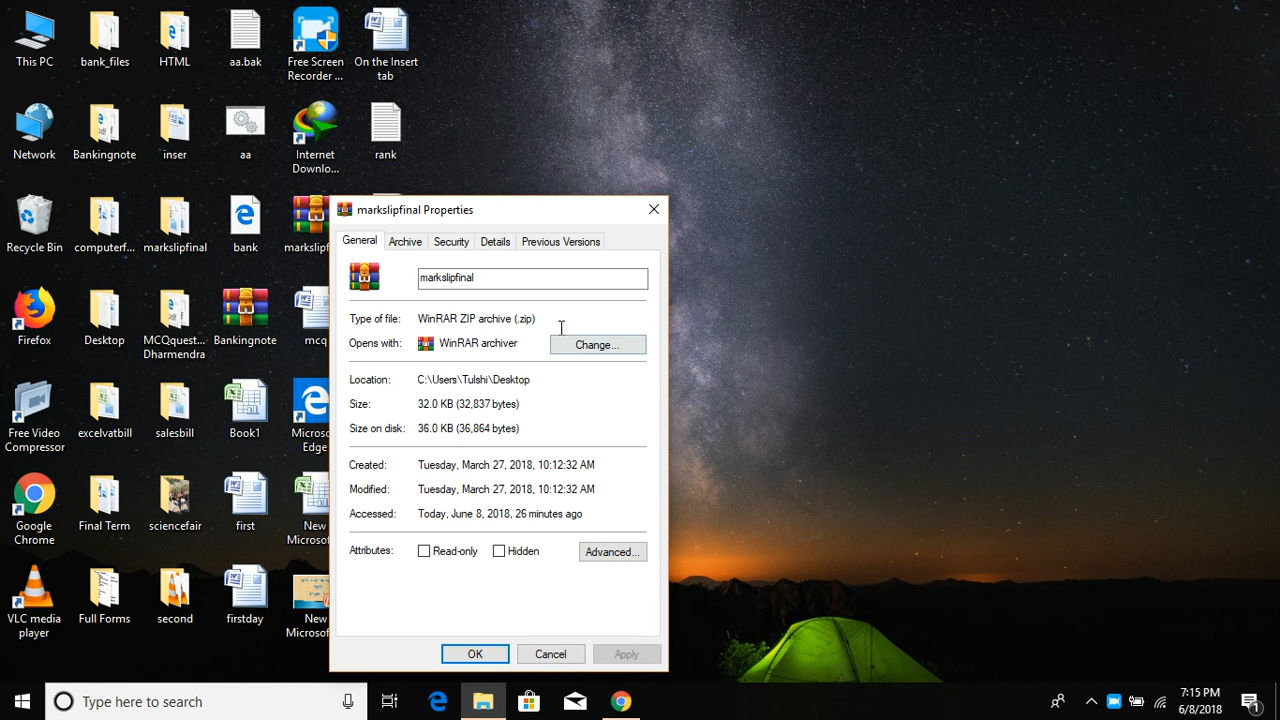 This PC
bank_files
HTML
aa.bak
Free Screen
Recorder ...
On the Insert
tab
Network
Bankingnote
inser
aa
Internet
Downlo...
rank
Recycle Bin
computerf...
markslipfinal
bank
markslipf
Firefox
Desktop
MCQquest...
Dharmendra
Bankingnote
mcq
Free Video
Compressor
excelvatbill
salesbill
Book1
Micros
Edge
Google
Chrome
Final Term
sciencefair
first
New
Microsof
VLC media
player
Full Forms
second
firstday
New
Microsof
markslipfinal Properties
General
Archive
Security
Details
Previous Versions
markslipfinal
Type of file: WinRAR ZIP archive (.zip)
Opens with: WinRAR archiver
Change...
Location: C:\Users\Tulshi\Desktop
Size: 32.0 KB (32,837 bytes)
Size on disk: 36.0 KB (36,864 bytes)
Created: Tuesday, March 27, 2018, 10:12:32 AM
Modified: Tuesday, March 27, 2018, 10:12:32 AM
Accessed: Today, June 8, 2018, 26 minutes ago
Attributes: Read-only Hidden Advanced...
OK
Cancel
Apply
Type here to search
7:15 PM
6/8/2018
1